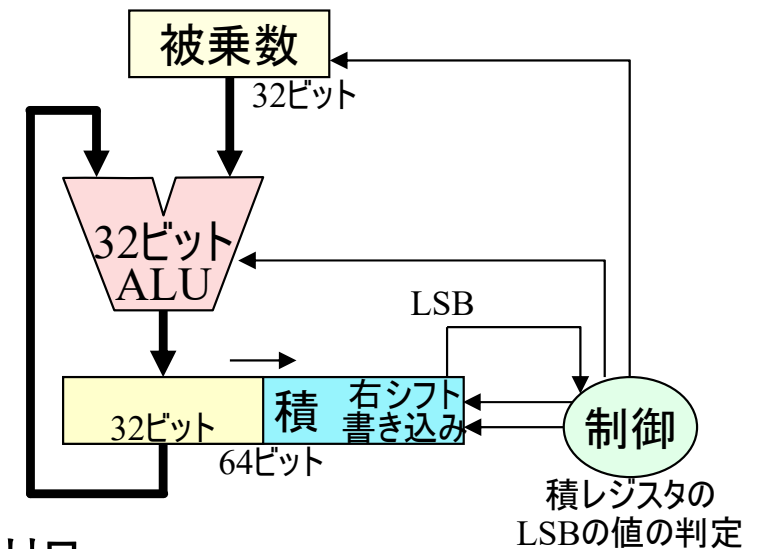 被乗数
32ビット
32ビット
ALU
LSB
32ビット
積
右シフト
書き込み
64ビット
制御
積レジスタの
LSBの値の判定